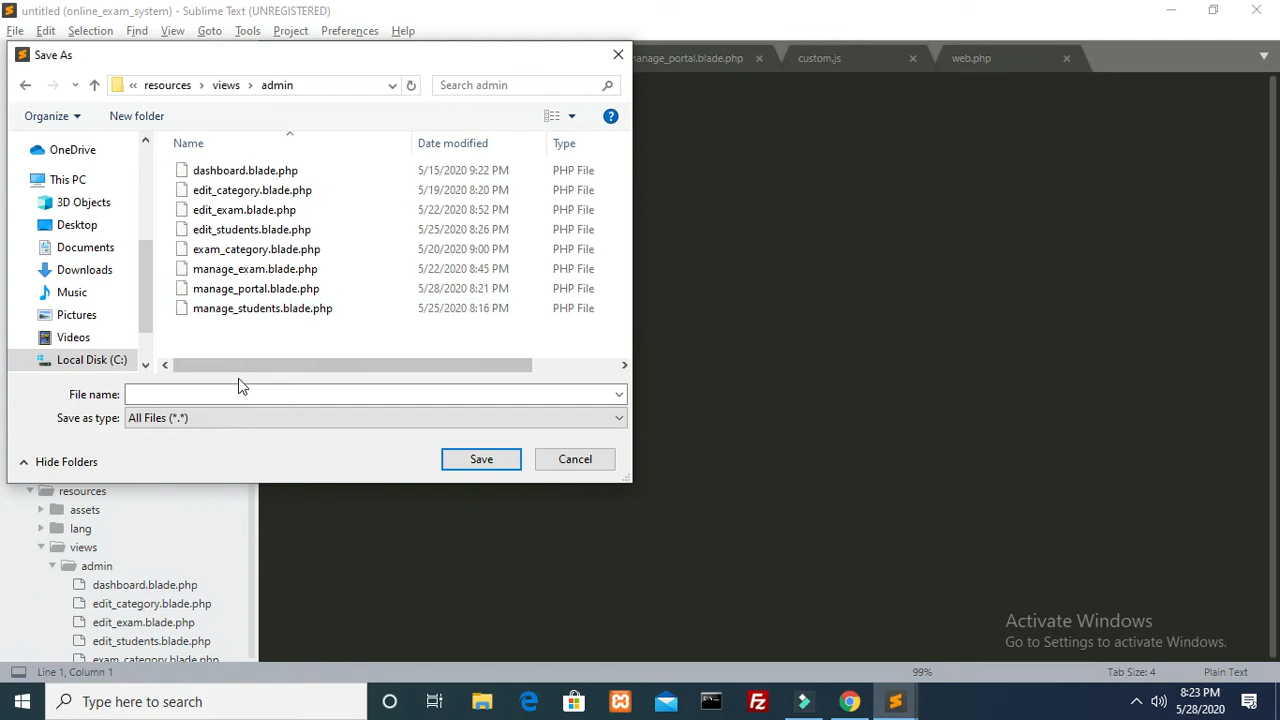 untitled (online_exam_system) - Sublime Text (UNREGISTERED)
File Edit Selection Find View Goto Tools Project Preferences Help
Save As
manage_portal.blade.php custom.js web.php
resources views admin Search admin
Organize New folder
Name Date modified Type
OneDrive
This PC
3D Objects
Desktop
Documents
Downloads
Music
Pictures
Videos
Local Disk (C:)
dashboard.blade.php 5/15/2020 9:22 PM PHP File
edit_category.blade.php 5/19/2020 8:20 PM PHP File
edit_exam.blade.php 5/22/2020 8:52 PM PHP File
edit_students.blade.php 5/25/2020 8:26 PM PHP File
exam_category.blade.php 5/20/2020 9:00 PM PHP File
manage_exam.blade.php 5/22/2020 8:45 PM PHP File
manage_portal.blade.php 5/28/2020 8:21 PM PHP File
manage_students.blade.php 5/25/2020 8:16 PM PHP File
File name:
Save as type: All Files (*.*)
Hide Folders Save Cancel
resources
assets
lang
views
admin
dashboard.blade.php
edit_category.blade.php
edit_exam.blade.php
edit_students.blade.php
exam_category.blade.php
Activate Windows
Go to Settings to activate Windows.
Line 1, Column 1 99% Tab Size: 4 Plain Text
Type here to search
8:23 PM
5/28/2020